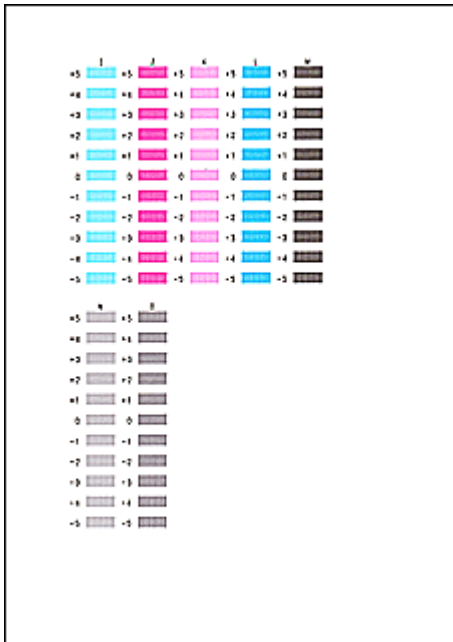 I J K L M
+5 +5 +5 +5 +5
+4 +4 +4 +4 +4
+3 +3 +3 +3 +3
+2 +2 +2 +2 +2
+1 +1 +1 +1 +1
0 0 0 0 0
-1 -1 -1 -1 -1
-2 -2 -2 -2 -2
-3 -3 -3 -3 -3
-4 -4 -4 -4 -4
-5 -5 -5 -5 -5
+5 +5
+4 +4
+3 +3
+2 +2
+1 +1
0 0
-1 -1
-2 -2
-3 -3
-4 -4
-5 -5